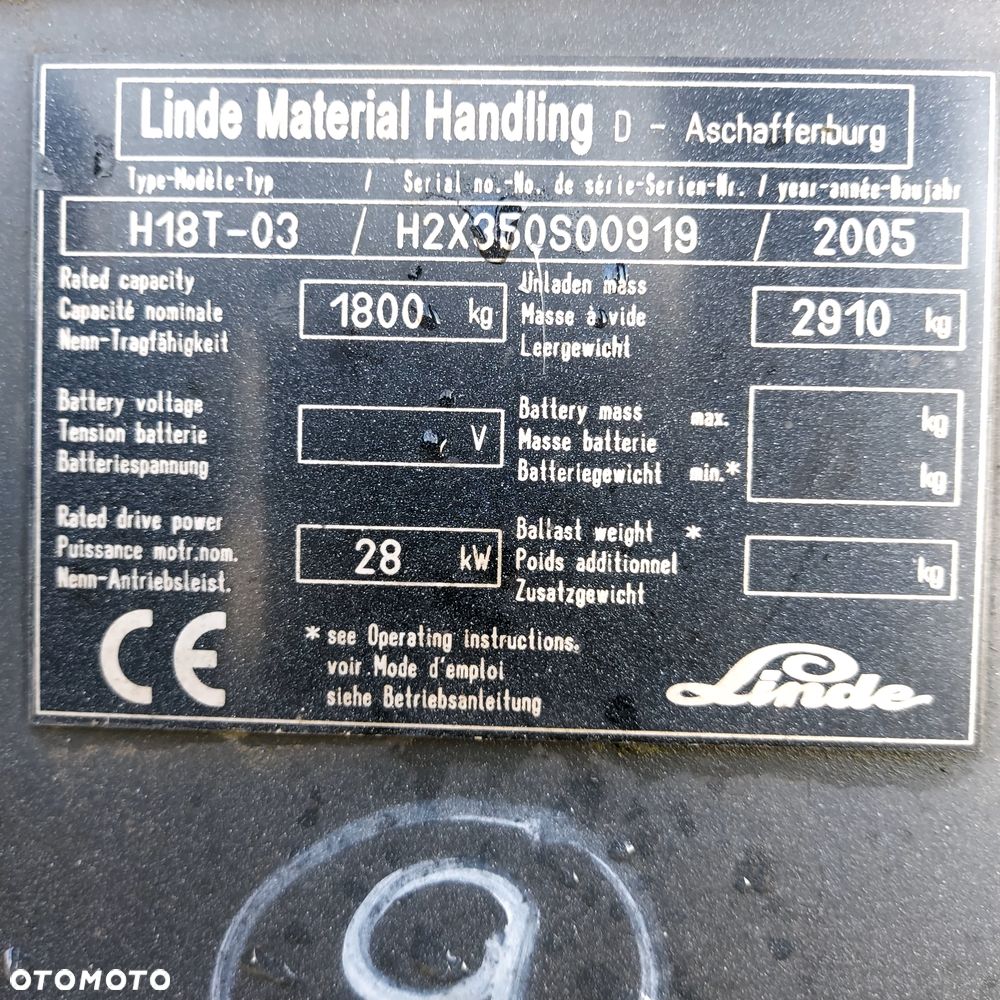 Linde Material Handling D - Aschaffenburg
Type-Modèle-Typ / Serial no.-No. de série-Serien-Nr. / year-année-Baujahr
H18T-03 / H2X350S00919 / 2005
Rated capacity
Capacité nominale
Nenn-Tragfähigkeit
1800 kg
Unladen mass
Masse à vide
Leergewicht
2910 kg
Battery voltage
Tension batterie
Batteriespannung
V
Battery mass max. kg
Masse batterie
Batteriegewicht min.* kg
Rated drive power
Puissance motr.nom.
Nenn-Antriebsleist.
28 kW
Ballast weight *
Poids additionnel
Zusatzgewicht
kg
CE
* see Operating instructions.
voir Mode d'emploi
siehe Betriebsanleitung
Linde
9
OTOMOTO